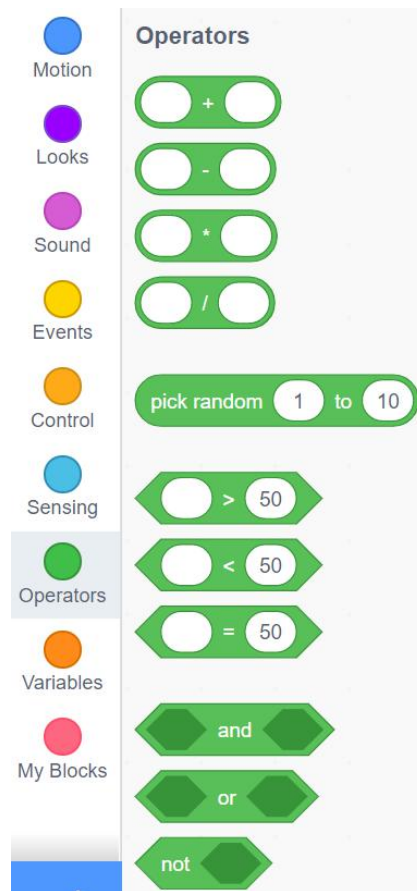 Motion
Looks
Sound
Events
Control
Sensing
Operators
Variables
My Blocks
Operators
+
-
*
/
pick random 1 to 10
> 50
< 50
= 50
and
or
not